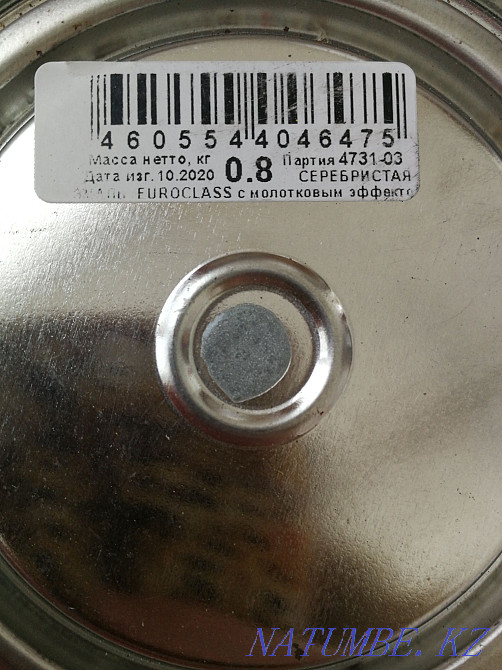 4605544046475
Масса нетто, кг 0.8 Партия 4731-03
Дата изг. 10.2020 СЕРЕБРИСТАЯ
EUROCLASS с молотковым эффекто
NATUMBE.KZ